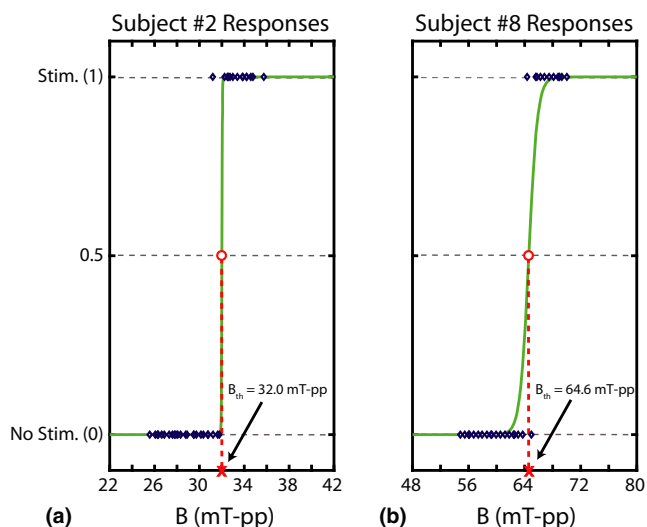 Subject #2 Responses
Subject #8 Responses
Stim. (1)
0.5
No Stim. (0)
B_th = 32.0 mT-pp
B_th = 64.6 mT-pp
22 26 30 34 38 42
48 56 64 72 80
(a) B (mT-pp)
(b) B (mT-pp)